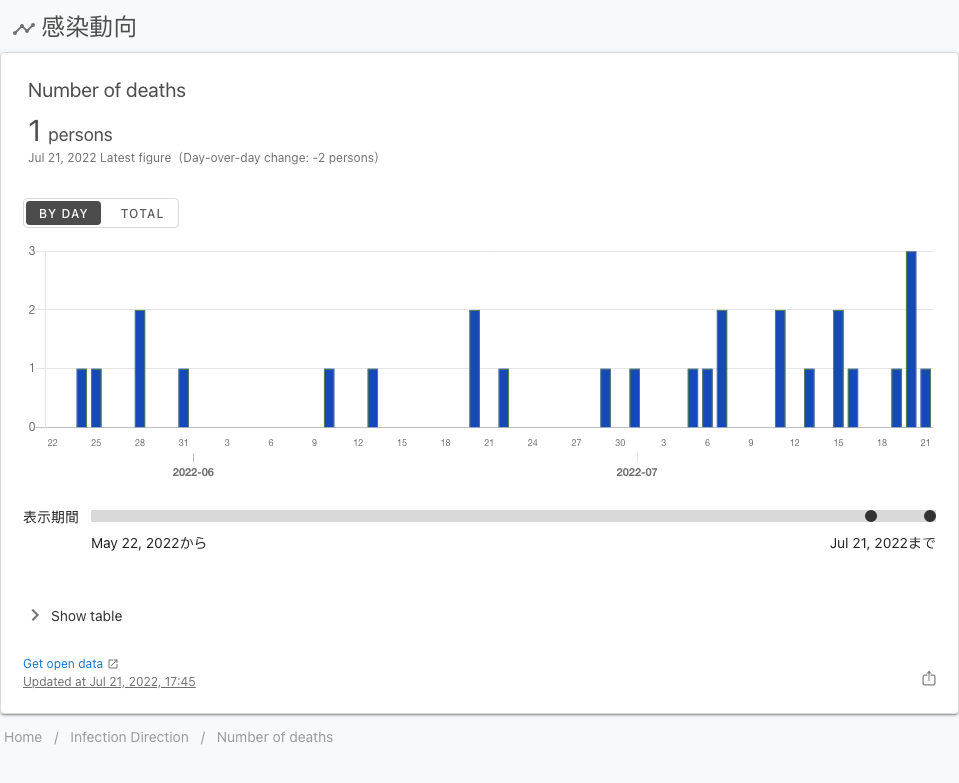 感染動向
Number of deaths
1 persons
Jul 21, 2022 Latest figure (Day-over-day change: -2 persons)
BY DAY TOTAL
3
2
1
0
22 25 28 31 3 6 9 12 15 18 21 24 27 30 3 6 9 12 15 18 21
2022-06 2022-07
表示期間
May 22, 2022から Jul 21, 2022まで
Show table
Get open data
Updated at Jul 21, 2022, 17:45
Home / Infection Direction / Number of deaths